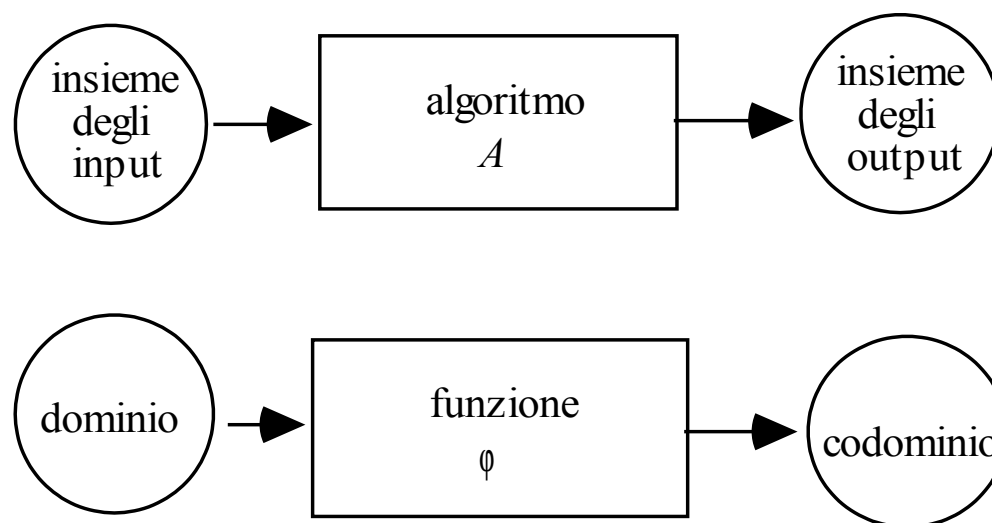 insieme
degli
input
algoritmo
A
insieme
degli
output
dominio
funzione
φ
codominio